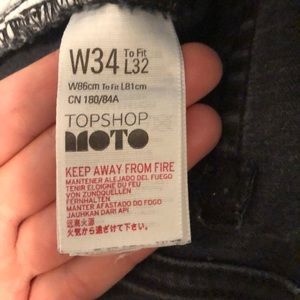 W34 To Fit L32
W86cm To Fit L81cm
CN 180/84A
TOPSHOP
MOTO
KEEP AWAY FROM FIRE
MANTENER ALEJADO DEL FUEGO
TENIR ELOIGNE DU FEU
VON ZUNDQUELLEN
FERNHALTEN
MANTER AFASTADO DO FOGO
JAUHKAN DARI API
远离火源
火気から遠ざけて下さい